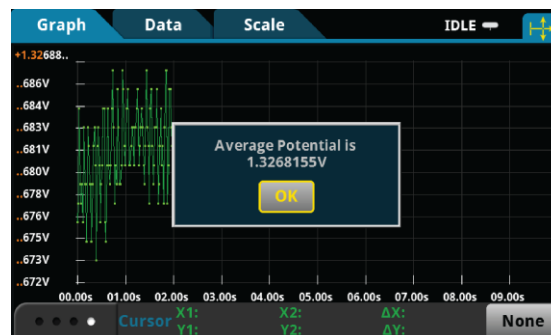 Graph Data Scale IDLE
+1.32688..
..686V
..684V
..683V
..681V
..680V
..678V
..676V
..675V
..673V
..672V
Average Potential is
1.3268155V
OK
00.00s 01.00s 02.00s 03.00s 04.00s 05.00s 06.00s 07.00s 08.00s 09.00s
Cursor X1: X2: ΔX:
Y1: Y2: ΔY:
None